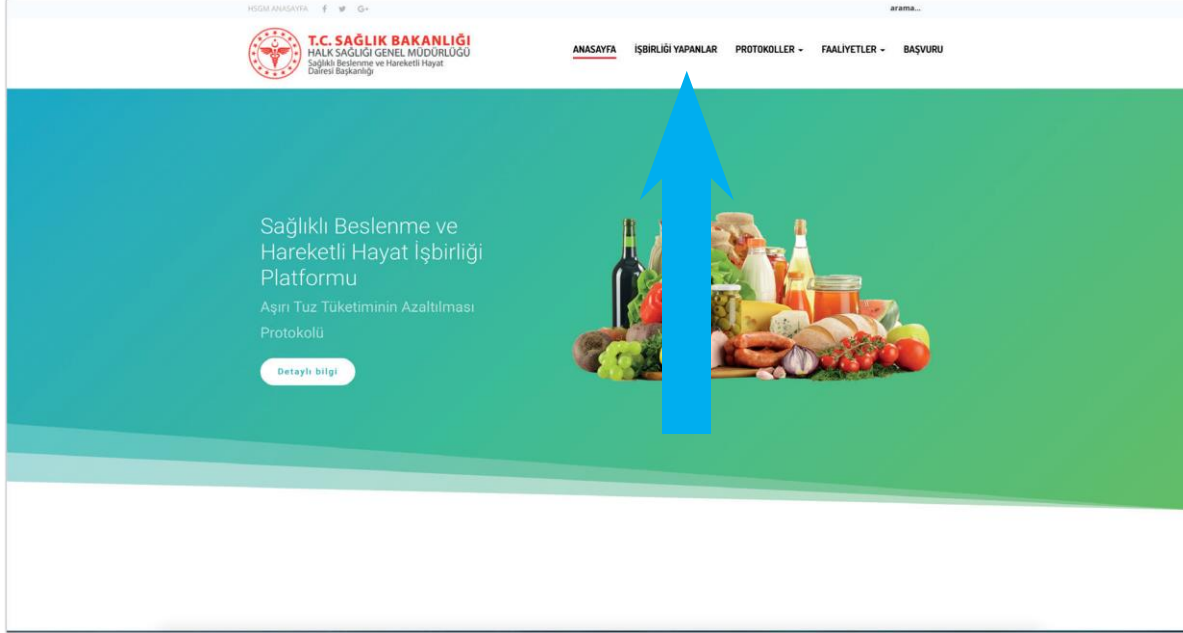 HSGM ANASAYFA
arama...
T.C. SAĞLIK BAKANLIĞI
HALK SAĞLIĞI GENEL MÜDÜRLÜĞÜ
Sağlıklı Beslenme ve Hareketli Hayat
Dairesi Başkanlığı
ANASAYFA İŞBİRLİĞİ YAPANLAR PROTOKOLLER FAALİYETLER BAŞVURU
Sağlıklı Beslenme ve
Hareketli Hayat İşbirliği
Platformu
Aşırı Tuz Tüketiminin Azaltılması
Protokolü
Detaylı bilgi